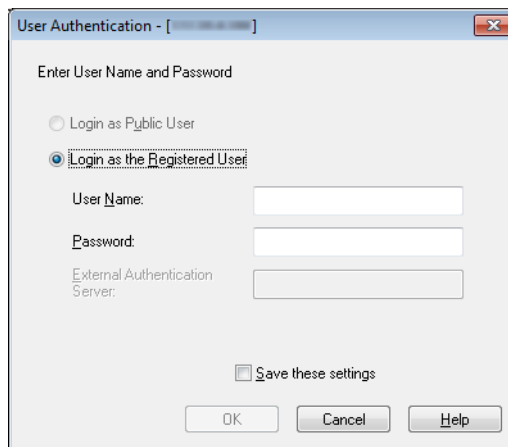 User Authentication - [ ]
Enter User Name and Password
Login as Public User
Login as the Registered User
User Name:
Password:
External Authentication
Server:
Save these settings
OK
Cancel
Help